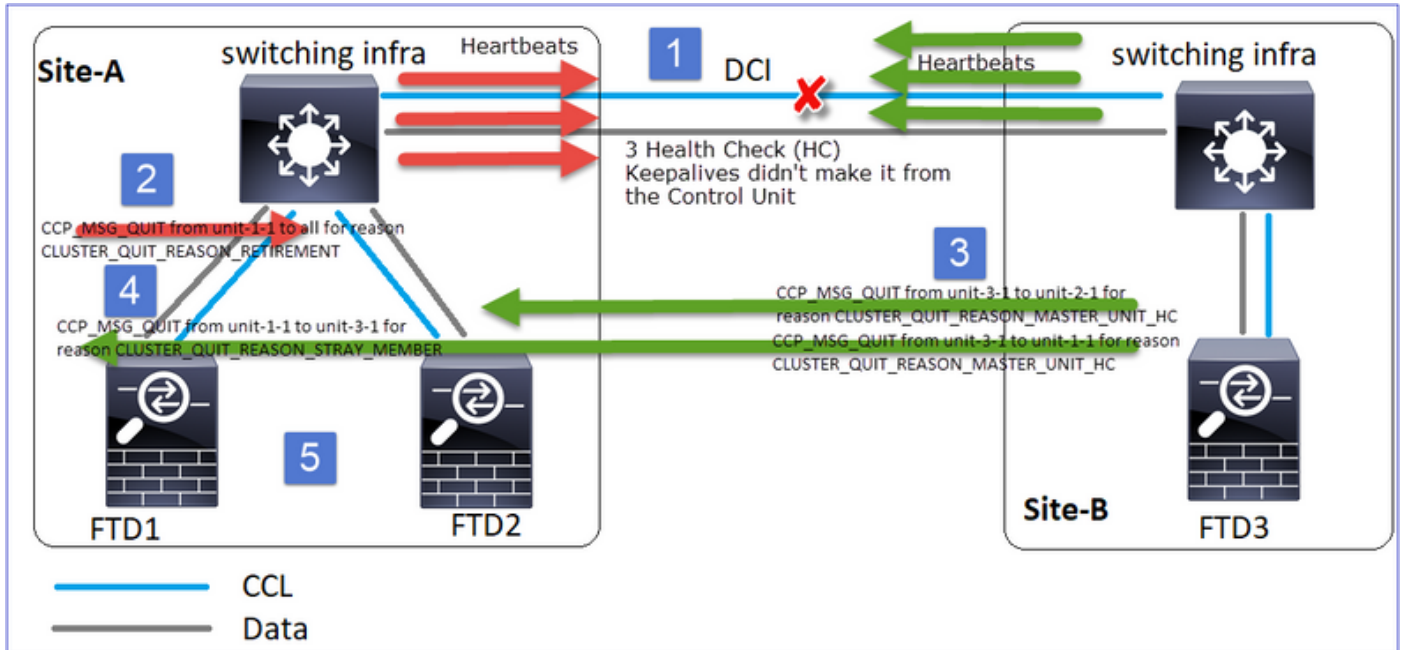 Site-A
switching infra
Heartbeats
1
DCI
Heartbeats
switching infra
3 Health Check (HC)
Keepalives didn't make it from
the Control Unit
2
CCP_MSG_QUIT from unit-1-1 to all for reason
CLUSTER_QUIT_REASON_RETIREMENT
3
4
CCP_MSG_QUIT from unit-3-1 to unit-2-1 for
reason CLUSTER_QUIT_REASON_MASTER_UNIT_HC
CCP_MSG_QUIT from unit-1-1 to unit-3-1 for
reason CLUSTER_QUIT_REASON_STRAY_MEMBER
CCP_MSG_QUIT from unit-3-1 to unit-1-1 for reason
CLUSTER_QUIT_REASON_MASTER_UNIT_HC
5
FTD1
FTD2
Site-B
FTD3
CCL
Data